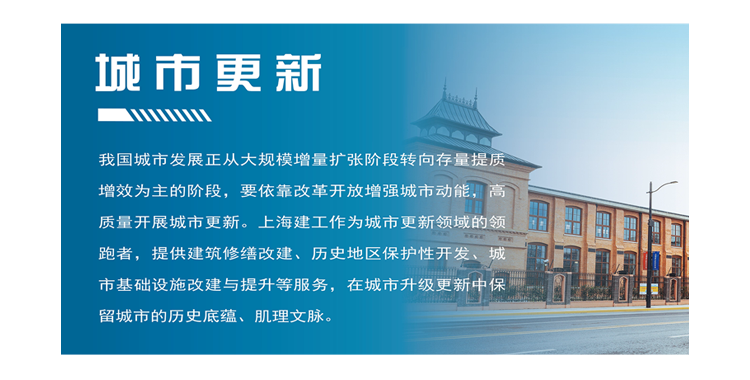 城市更新
我国城市发展正从大规模增量扩张阶段转向存量提质
增效为主的阶段，要依靠改革开放增强城市动能，高
质量开展城市更新。上海建工作为城市更新领域的领
跑者，提供建筑修缮改建、历史地区保护性开发、城
市基础设施改建与提升等服务，在城市升级更新中保
留城市的历史底蕴、肌理文脉。